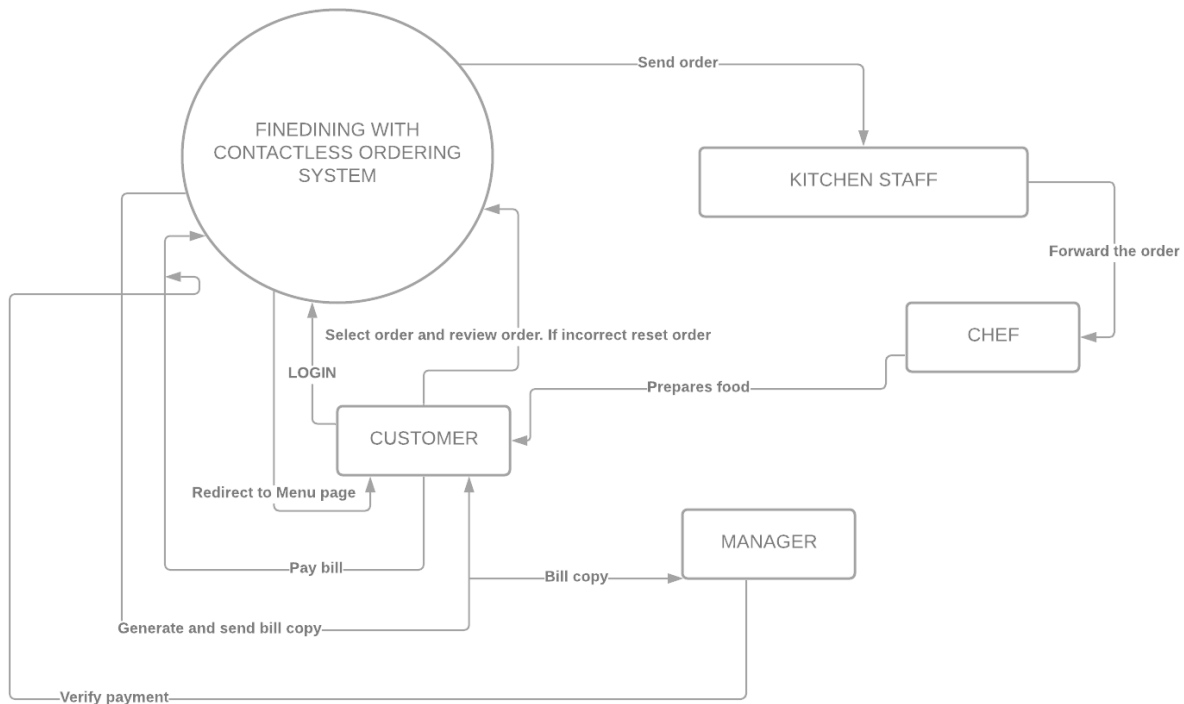 Send order
FINEDINING WITH
CONTACTLESS ORDERING
SYSTEM
KITCHEN STAFF
Forward the order
Select order and review order. If incorrect reset order
CHEF
LOGIN
Prepares food
CUSTOMER
Redirect to Menu page
MANAGER
Pay bill
Bill copy
Generate and send bill copy
Verify payment